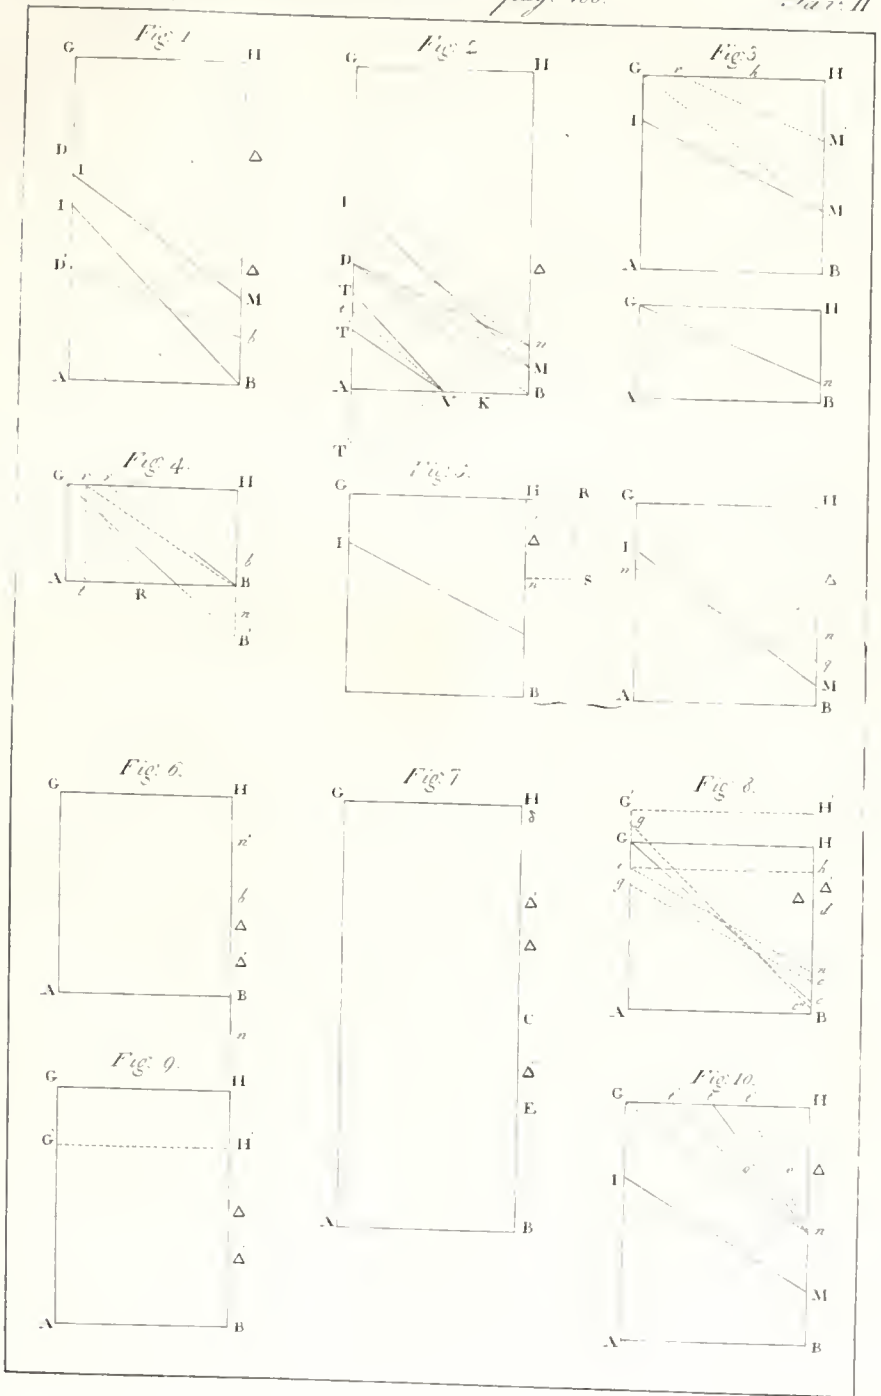 pag. Tav. II
Fig. 1
G H
D
Δ
I
I
D' Δ
M
b
A B
Fig. 2
G H
I
D Δ
T
t
T'
n
M
A V K B
Fig. 3
G r h H
I
M'
M
A B
G H
n
A B
Fig. 4.
G r r H
b
A t R B
n
B'
T'
Fig. 5.
G H R
I Δ
n S
B
G H
I
n Δ
n
g
M
A B
Fig. 6.
G H
n'
b
Δ
Δ'
A B
n
Fig. 7
G H
δ
Δ'
Δ
C
Δ
E
A B
Fig. 8.
G' H'
g
G H
h
g Δ Δ'
d
n
c
c
A B
Fig. 9.
G H
G' H'
Δ
Δ'
A B
Fig. 10.
G t t t H
o o Δ
I
n
M
A B